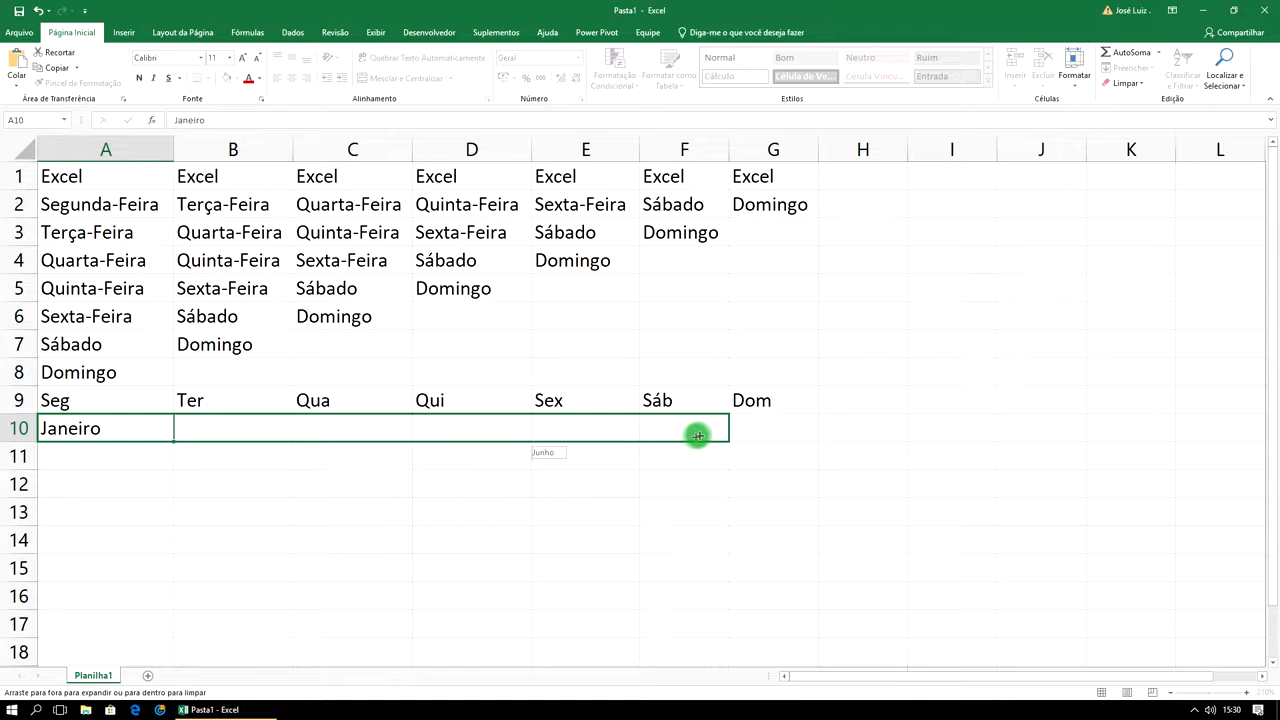 Pasta1 - Excel
José Luiz .
Arquivo Página Inicial Inserir Layout da Página Fórmulas Dados Revisão Exibir Desenvolvedor Suplementos Ajuda Power Pivot Equipe Diga-me o que você deseja fazer Compartilhar
Colar
Recortar
Copiar
Pincel de Formatação
Área de Transferência
Calibri 11
N I S
Fonte
Quebrar Texto Automaticamente
Mesclar e Centralizar
Alinhamento
Geral
% 000
Número
Formatação Condicional
Formatar como Tabela
Normal Bom Neutro Ruim
Cálculo Célula de Ve... Célula Vincu... Entrada
Estilos
Inserir Excluir Formatar
Células
AutoSoma
Preencher
Limpar
Classificar e Filtrar
Localizar e Selecionar
Edição
A10 fx Janeiro
A B C D E F G H I J K L
1 Excel Excel Excel Excel Excel Excel Excel
2 Segunda-Feira Terça-Feira Quarta-Feira Quinta-Feira Sexta-Feira Sábado Domingo
3 Terça-Feira Quarta-Feira Quinta-Feira Sexta-Feira Sábado Domingo
4 Quarta-Feira Quinta-Feira Sexta-Feira Sábado Domingo
5 Quinta-Feira Sexta-Feira Sábado Domingo
6 Sexta-Feira Sábado Domingo
7 Sábado Domingo
8 Domingo
9 Seg Ter Qua Qui Sex Sáb Dom
10 Janeiro
11 Junho
12
13
14
15
16
17
18
Planilha1
Arraste para fora para expandir ou para dentro para limpar
210%
Pasta1 - Excel
15:30